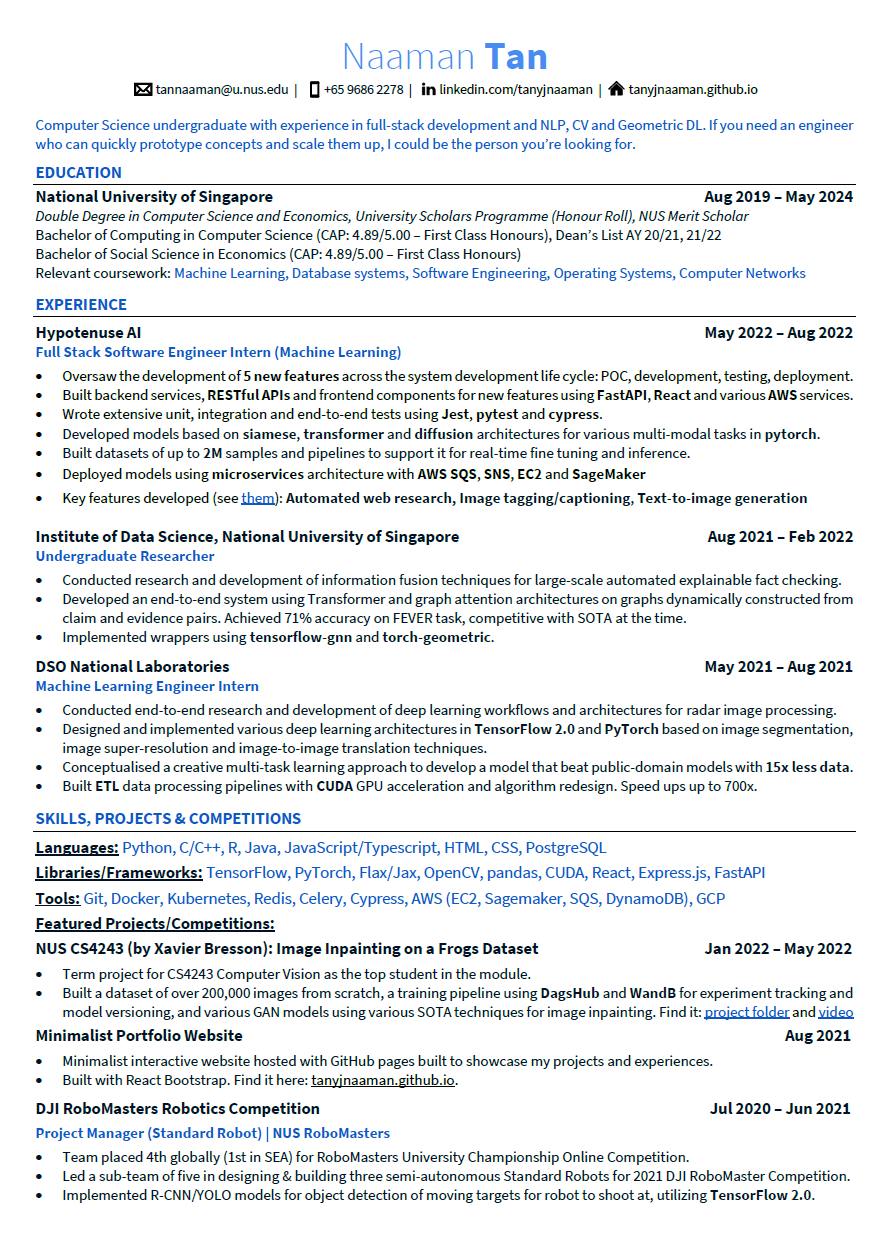 Naaman Tan
tannaaman@u.nus.edu | +65 9686 2278 | linkedin.com/tanyjnaaman | tanyjnaaman.github.io
Computer Science undergraduate with experience in full-stack development and NLP, CV and Geometric DL. If you need an engineer
who can quickly prototype concepts and scale them up, I could be the person you're looking for.
EDUCATION
National University of Singapore Aug 2019 – May 2024
Double Degree in Computer Science and Economics, University Scholars Programme (Honour Roll), NUS Merit Scholar
Bachelor of Computing in Computer Science (CAP: 4.89/5.00 – First Class Honours), Dean's List AY 20/21, 21/22
Bachelor of Social Science in Economics (CAP: 4.89/5.00 – First Class Honours)
Relevant coursework: Machine Learning, Database systems, Software Engineering, Operating Systems, Computer Networks
EXPERIENCE
Hypotenuse AI May 2022 – Aug 2022
Full Stack Software Engineer Intern (Machine Learning)
• Oversaw the development of 5 new features across the system development life cycle: POC, development, testing, deployment.
• Built backend services, RESTful APIs and frontend components for new features using FastAPI, React and various AWS services.
• Wrote extensive unit, integration and end-to-end tests using Jest, pytest and cypress.
• Developed models based on siamese, transformer and diffusion architectures for various multi-modal tasks in pytorch.
• Built datasets of up to 2M samples and pipelines to support it for real-time fine tuning and inference.
• Deployed models using microservices architecture with AWS SQS, SNS, EC2 and SageMaker
• Key features developed (see them): Automated web research, Image tagging/captioning, Text-to-image generation
Institute of Data Science, National University of Singapore Aug 2021 – Feb 2022
Undergraduate Researcher
• Conducted research and development of information fusion techniques for large-scale automated explainable fact checking.
• Developed an end-to-end system using Transformer and graph attention architectures on graphs dynamically constructed from
claim and evidence pairs. Achieved 71% accuracy on FEVER task, competitive with SOTA at the time.
• Implemented wrappers using tensorflow-gnn and torch-geometric.
DSO National Laboratories May 2021 – Aug 2021
Machine Learning Engineer Intern
• Conducted end-to-end research and development of deep learning workflows and architectures for radar image processing.
• Designed and implemented various deep learning architectures in TensorFlow 2.0 and PyTorch based on image segmentation,
image super-resolution and image-to-image translation techniques.
• Conceptualised a creative multi-task learning approach to develop a model that beat public-domain models with 15x less data.
• Built ETL data processing pipelines with CUDA GPU acceleration and algorithm redesign. Speed ups up to 700x.
SKILLS, PROJECTS & COMPETITIONS
Languages: Python, C/C++, R, Java, JavaScript/Typescript, HTML, CSS, PostgreSQL
Libraries/Frameworks: TensorFlow, PyTorch, Flax/Jax, OpenCV, pandas, CUDA, React, Express.js, FastAPI
Tools: Git, Docker, Kubernetes, Redis, Celery, Cypress, AWS (EC2, Sagemaker, SQS, DynamoDB), GCP
Featured Projects/Competitions:
NUS CS4243 (by Xavier Bresson): Image Inpainting on a Frogs Dataset Jan 2022 – May 2022
• Term project for CS4243 Computer Vision as the top student in the module.
• Built a dataset of over 200,000 images from scratch, a training pipeline using DagsHub and WandB for experiment tracking and
model versioning, and various GAN models using various SOTA techniques for image inpainting. Find it: project folder and video
Minimalist Portfolio Website Aug 2021
• Minimalist interactive website hosted with GitHub pages built to showcase my projects and experiences.
• Built with React Bootstrap. Find it here: tanyjnaaman.github.io.
DJI RoboMasters Robotics Competition Jul 2020 – Jun 2021
Project Manager (Standard Robot) | NUS RoboMasters
• Team placed 4th globally (1st in SEA) for RoboMasters University Championship Online Competition.
• Led a sub-team of five in designing & building three semi-autonomous Standard Robots for 2021 DJI RoboMaster Competition.
• Implemented R-CNN/YOLO models for object detection of moving targets for robot to shoot at, utilizing TensorFlow 2.0.